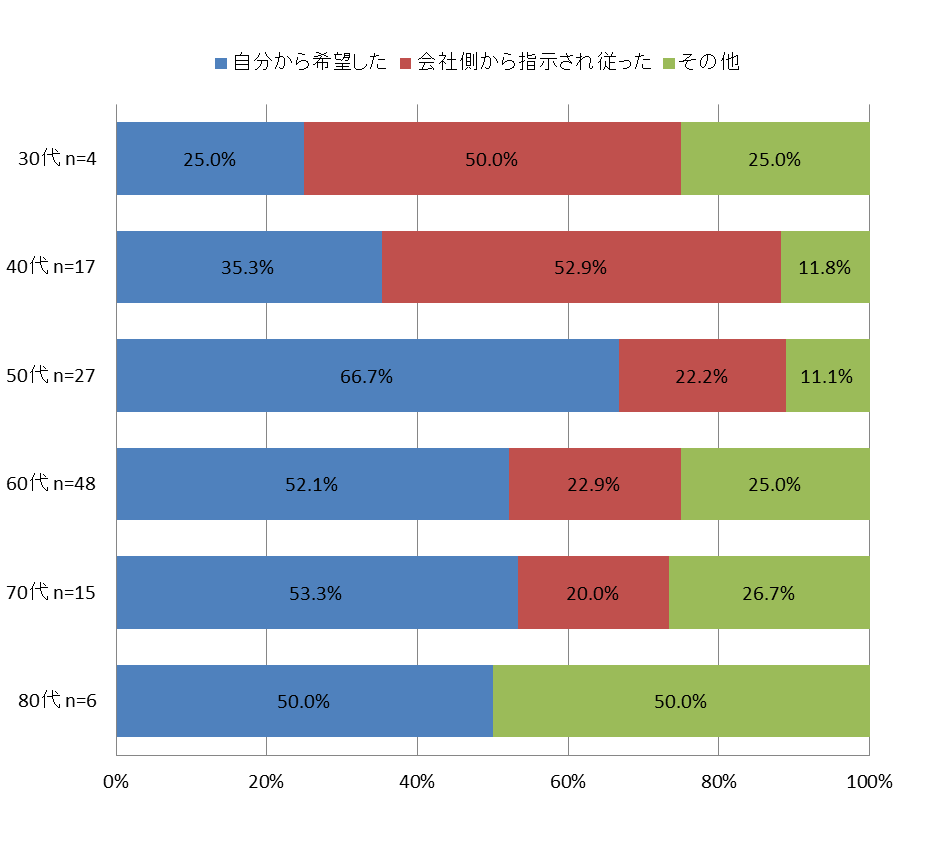 自分から希望した 会社側から指示され従った その他
30代 n=4 25.0% 50.0% 25.0%
40代 n=17 35.3% 52.9% 11.8%
50代 n=27 66.7% 22.2% 11.1%
60代 n=48 52.1% 22.9% 25.0%
70代 n=15 53.3% 20.0% 26.7%
80代 n=6 50.0% 50.0%
0% 20% 40% 60% 80% 100%